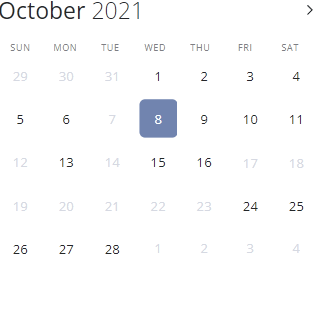 October 2021
SUN MON TUE WED THU FRI SAT
29 30 31 1 2 3 4
5 6 7 8 9 10 11
12 13 14 15 16 17 18
19 20 21 22 23 24 25
26 27 28 1 2 3 4